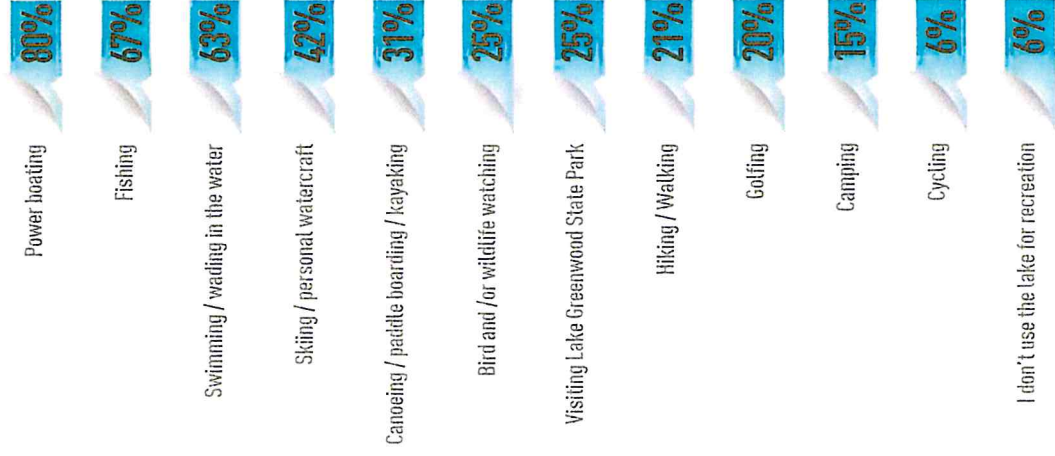 Power boating
80%
Fishing
67%
Swimming / wading in the water
63%
Skiing / personal watercraft
42%
Canoeing / paddle boarding / kayaking
31%
Bird and /or wildlife watching
25%
Visiting Lake Greenwood State Park
25%
Hiking / Walking
21%
Golfing
20%
Camping
15%
Cycling
6%
I don't use the lake for recreation
6%